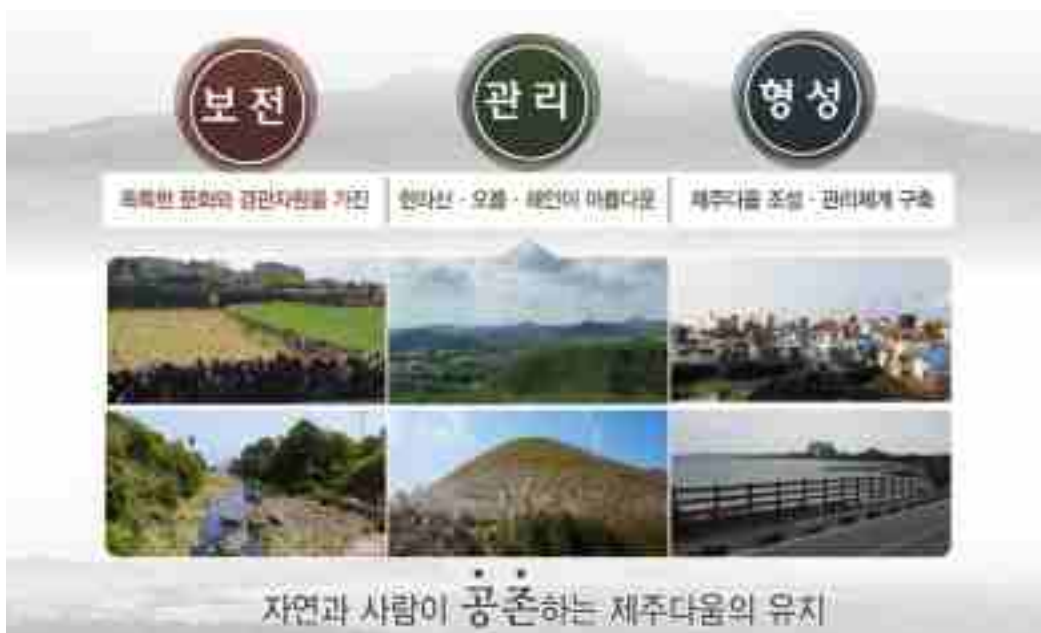 보전
관리
형성
독특한 문화와 경관자원을 가진
한라산 · 오름 · 해안이 아름다운
제주다움 조성 · 관리체계 구축
자연과 사람이 공존하는 제주다움의 유지